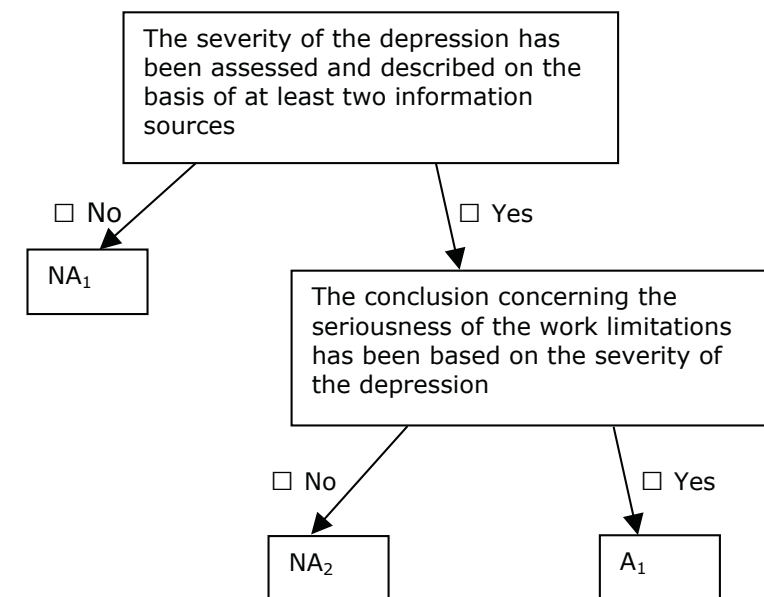 The severity of the depression has
been assessed and described on the
basis of at least two information
sources
☐ No
☐ Yes
NA₁
The conclusion concerning the
seriousness of the work limitations
has been based on the severity of
the depression
☐ No
☐ Yes
NA₂
A₁